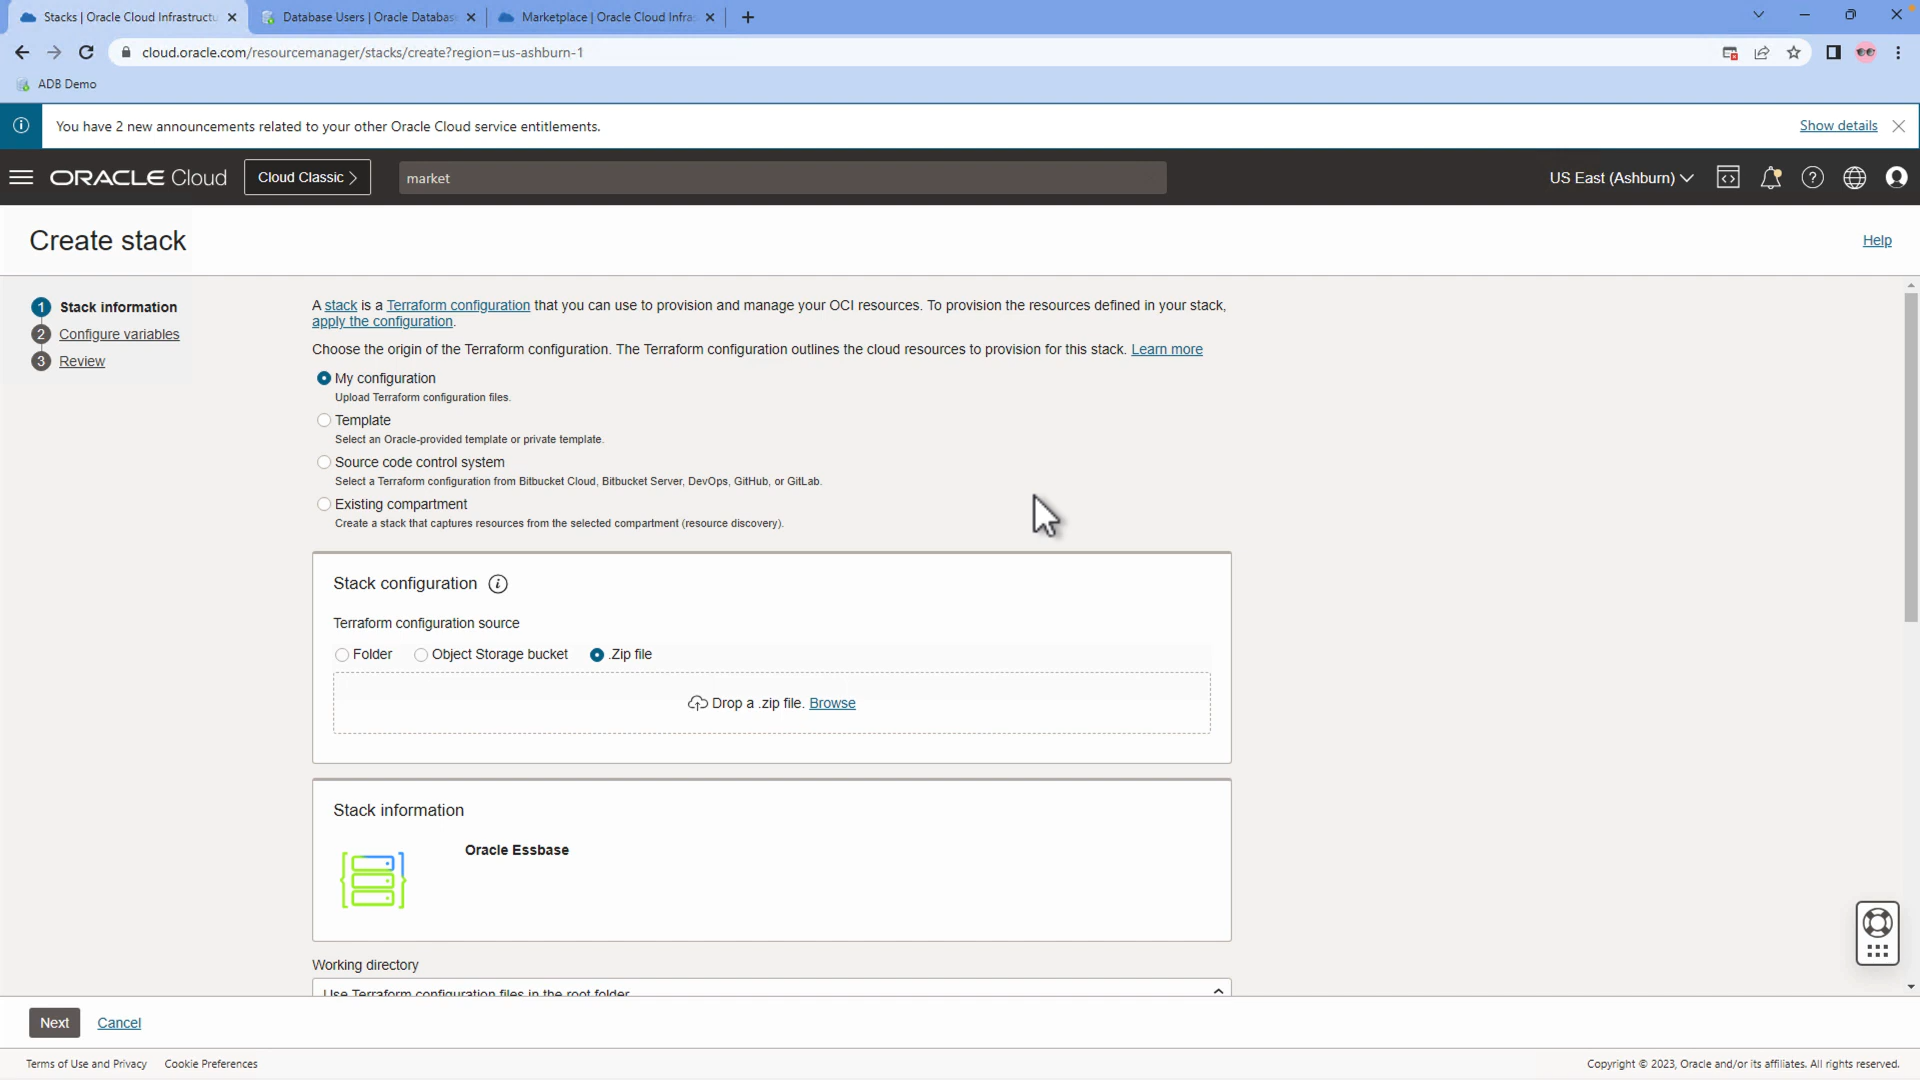 Stacks | Oracle Cloud Infrastructu
Database Users | Oracle Databas
Marketplace | Oracle Cloud Infras
cloud.oracle.com/resourcemanager/stacks/create?region=us-ashburn-1
ADB Demo
You have 2 new announcements related to your other Oracle Cloud service entitlements.
Show details
ORACLE Cloud
Cloud Classic
market
US East (Ashburn)
Create stack
Help
1 Stack information
2 Configure variables
3 Review
A stack is a Terraform configuration that you can use to provision and manage your OCI resources. To provision the resources defined in your stack,
apply the configuration.
Choose the origin of the Terraform configuration. The Terraform configuration outlines the cloud resources to provision for this stack. Learn more
My configuration
Upload Terraform configuration files.
Template
Select an Oracle-provided template or private template.
Source code control system
Select a Terraform configuration from Bitbucket Cloud, Bitbucket Server, DevOps, GitHub, or GitLab.
Existing compartment
Create a stack that captures resources from the selected compartment (resource discovery).
Stack configuration
Terraform configuration source
Folder
Object Storage bucket
.Zip file
Drop a .zip file. Browse
Stack information
Oracle Essbase
Working directory
Use Terraform configuration files in the root folder
Next
Cancel
Terms of Use and Privacy
Cookie Preferences
Copyright © 2023, Oracle and/or its affiliates. All rights reserved.